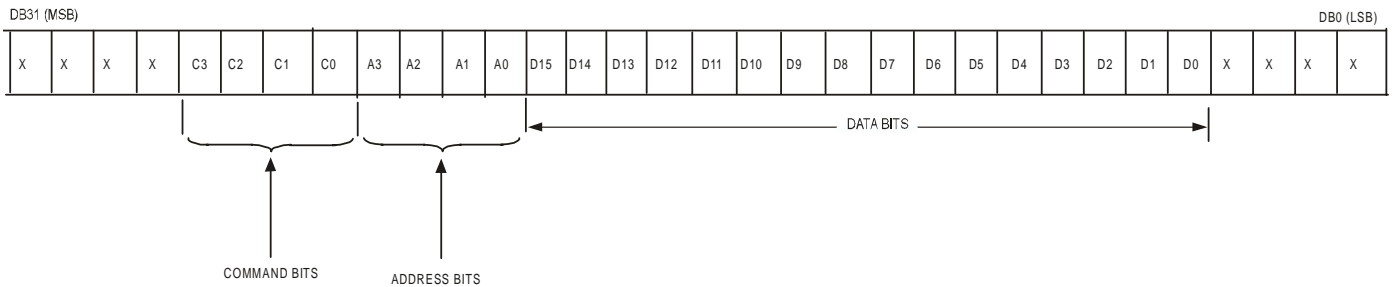 DB31 (MSB) DB0 (LSB)
X X X X C3 C2 C1 C0 A3 A2 A1 A0 D15 D14 D13 D12 D11 D10 D9 D8 D7 D6 D5 D4 D3 D2 D1 D0 X X X X
DATA BITS
COMMAND BITS ADDRESS BITS